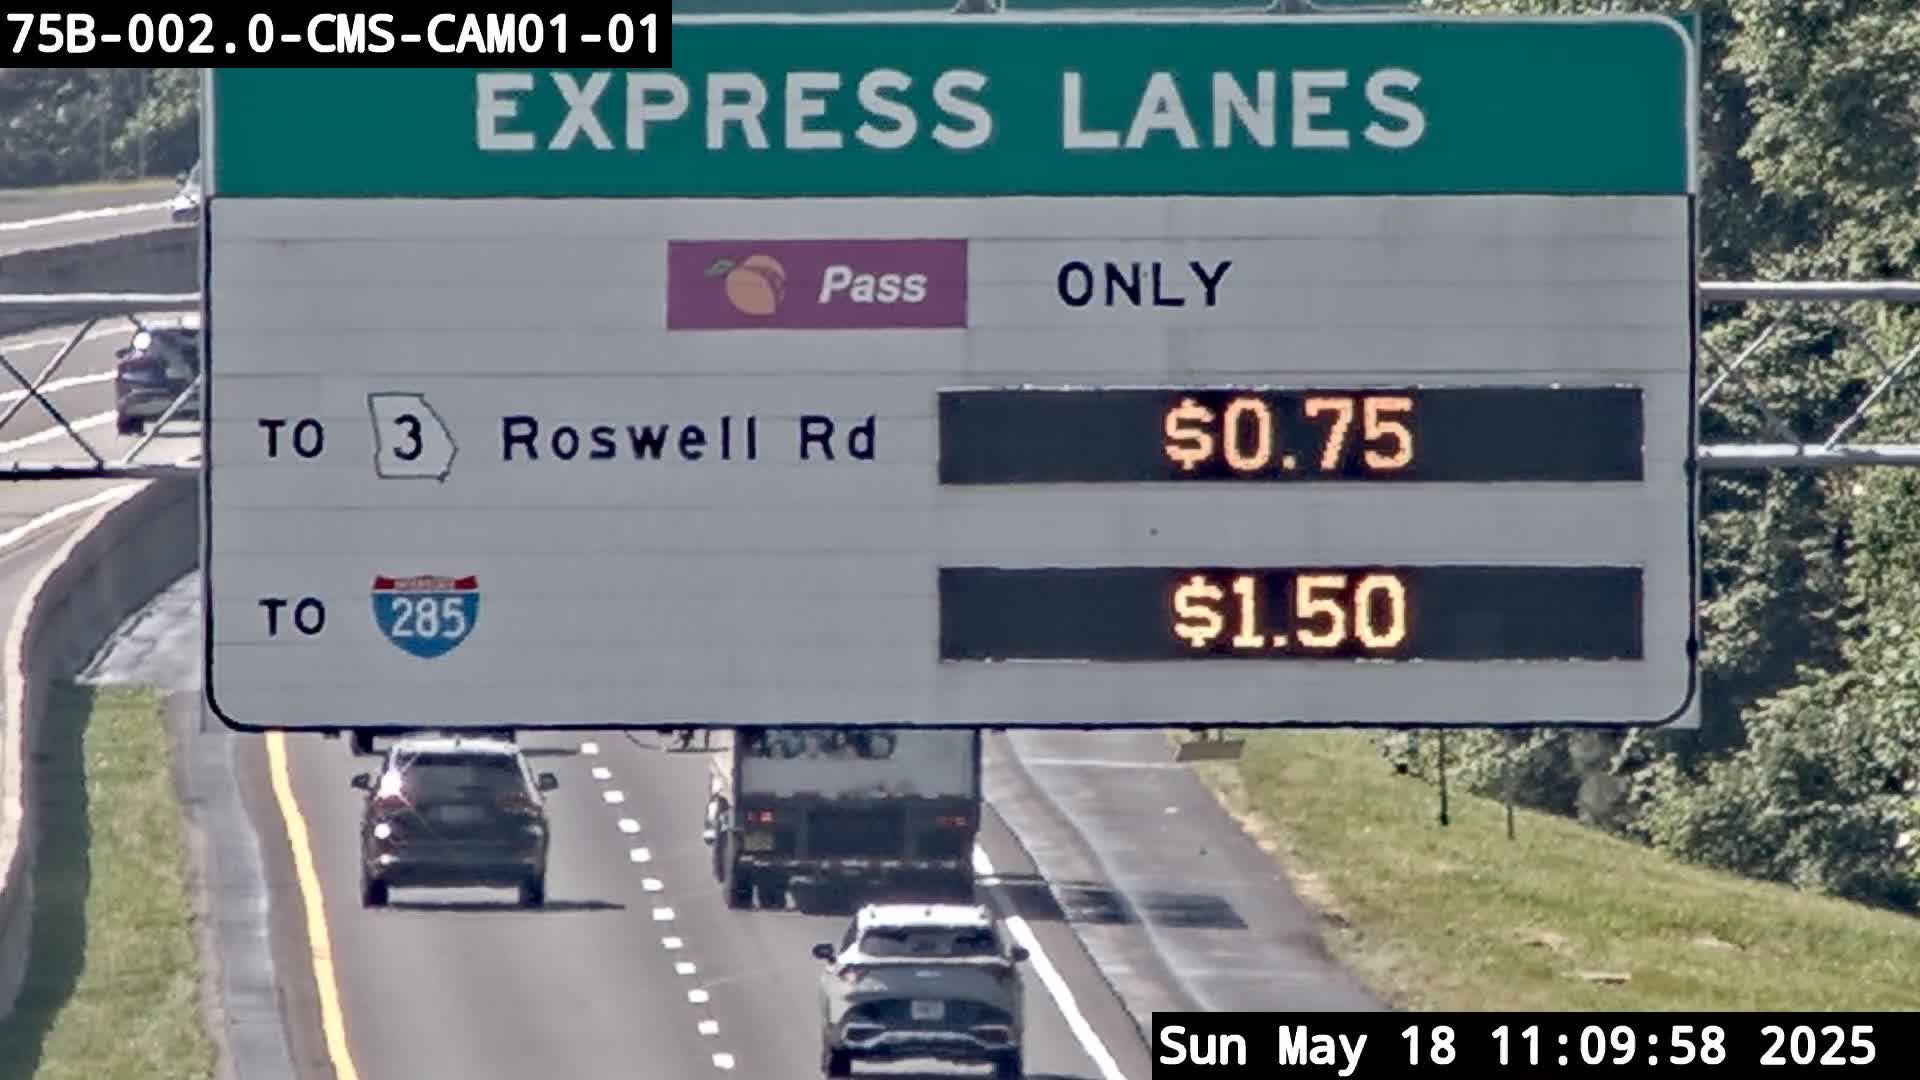 75B-002.0-CMS-CAM01-01
EXPRESS LANES
Pass ONLY
TO 3 Roswell Rd $0.75
TO INTERSTATE 285 $1.50
Sun May 18 11:09:58 2025